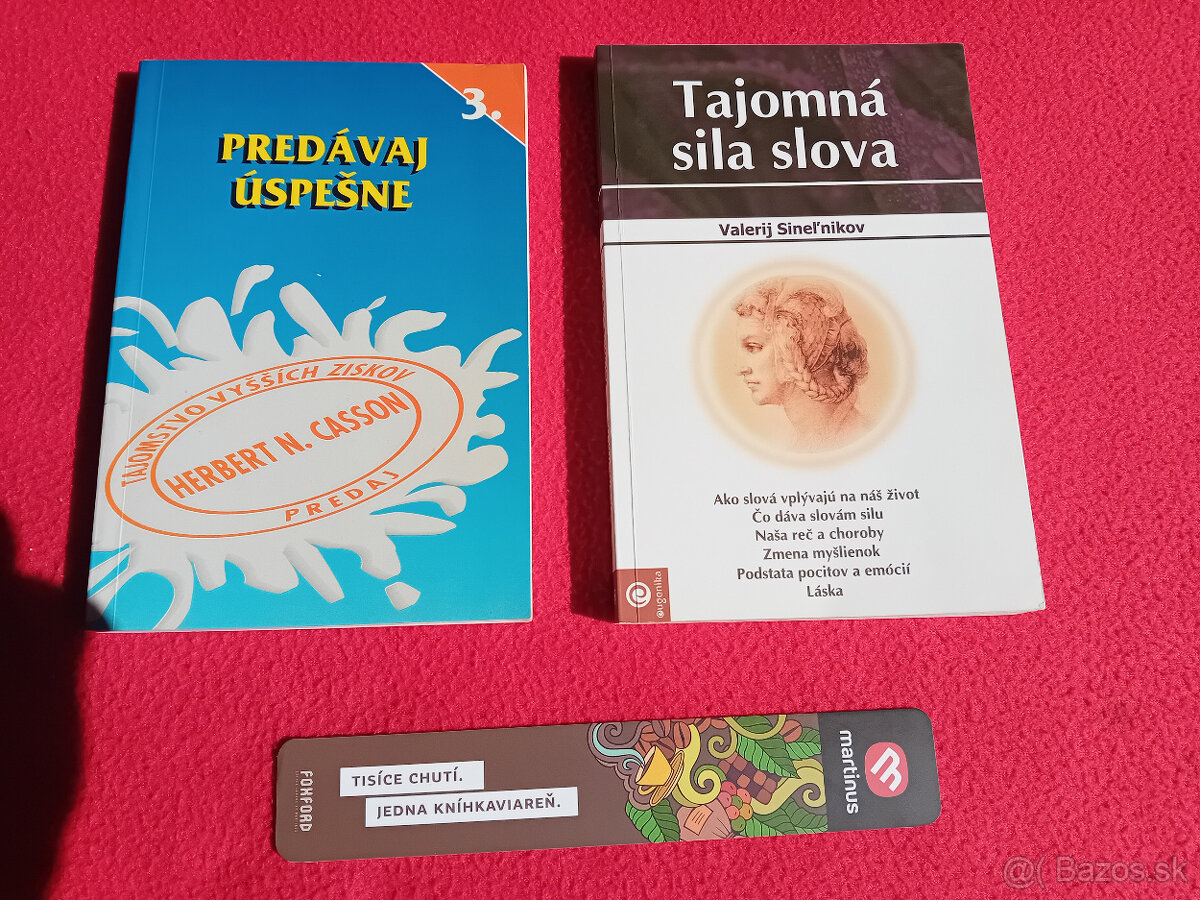 3.
PREDÁVAJ
ÚSPEŠNE
TAJOMSTVO VYŠŠÍCH ZISKOV
HERBERT N. CASSON
PREDAJ
Tajomná
sila slova
Valerij Sineľnikov
Ako slová vplývajú na náš život
Čo dáva slovám silu
Naša reč a choroby
Zmena myšlienok
Podstata pocitov a emócií
Láska
eugenika
FOXFORD
TISÍCE CHUTÍ.
JEDNA KNÍHKAVIAREŇ.
martinus
@( Bazos.sk